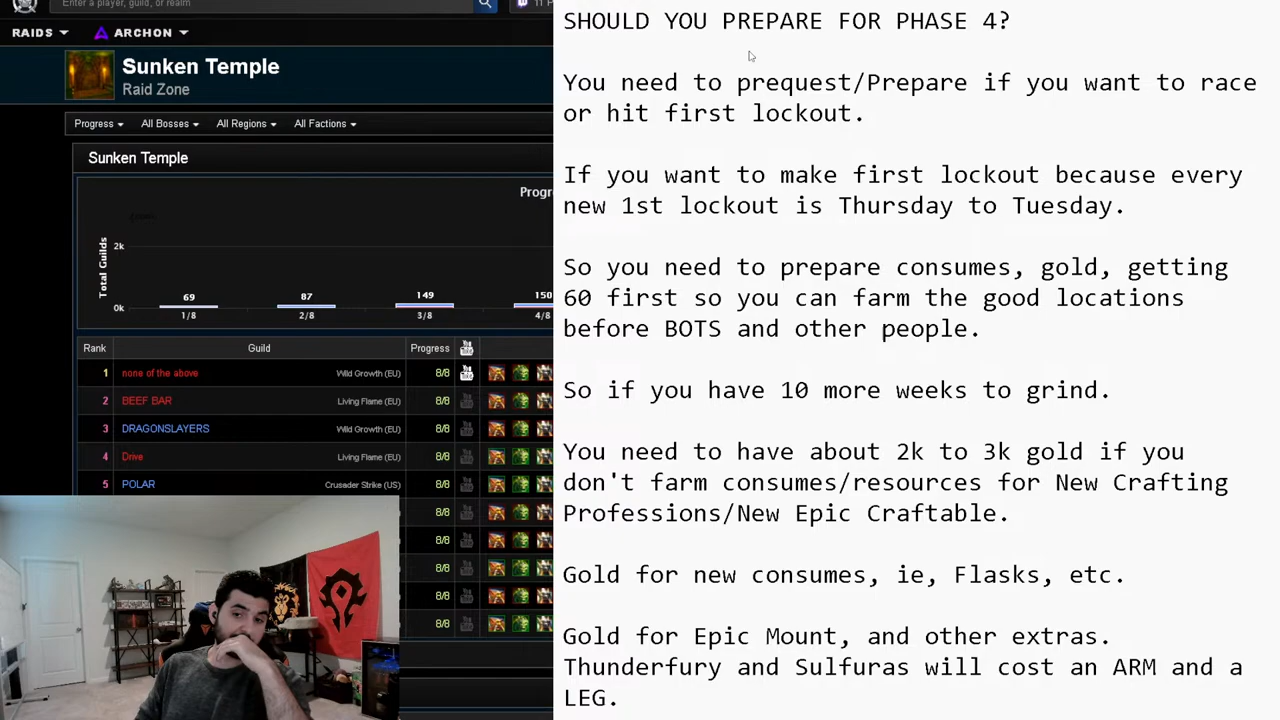 Enter a player, guild, or realm
11 P
RAIDS
ARCHON
Sunken Temple
Raid Zone
Progress
All Bosses
All Regions
All Factions
Sunken Temple
Progr
Total Guilds
2k
0k
69
87
149
150
1/8
2/8
3/8
4/8
Rank Guild Progress
1 none of the above Wild Growth (EU) 8/8
2 BEEF BAR Living Flame (EU) 8/8
3 DRAGONSLAYERS Wild Growth (EU) 8/8
4 Drive Living Flame (EU) 8/8
5 POLAR Crusader Strike (US) 8/8
8/8
8/8
8/8
8/8
8/8
SHOULD YOU PREPARE FOR PHASE 4?
You need to prequest/Prepare if you want to race
or hit first lockout.
If you want to make first lockout because every
new 1st lockout is Thursday to Tuesday.
So you need to prepare consumes, gold, getting
60 first so you can farm the good locations
before BOTS and other people.
So if you have 10 more weeks to grind.
You need to have about 2k to 3k gold if you
don't farm consumes/resources for New Crafting
Professions/New Epic Craftable.
Gold for new consumes, ie, Flasks, etc.
Gold for Epic Mount, and other extras.
Thunderfury and Sulfuras will cost an ARM and a
LEG.